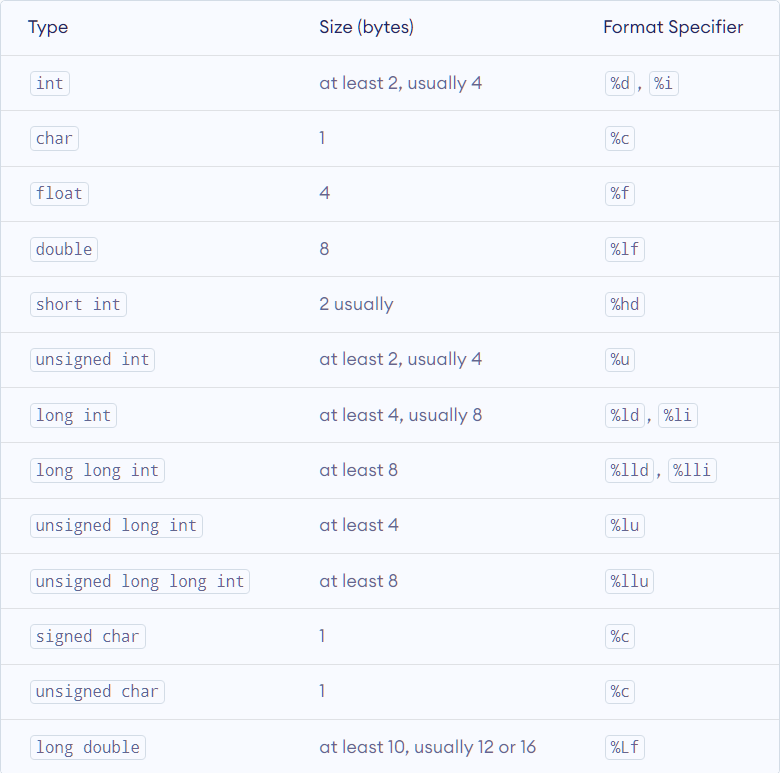 Type Size (bytes) Format Specifier
int at least 2, usually 4 %d, %i
char 1 %c
float 4 %f
double 8 %lf
short int 2 usually %hd
unsigned int at least 2, usually 4 %u
long int at least 4, usually 8 %ld, %li
long long int at least 8 %lld, %lli
unsigned long int at least 4 %lu
unsigned long long int at least 8 %llu
signed char 1 %c
unsigned char 1 %c
long double at least 10, usually 12 or 16 %Lf